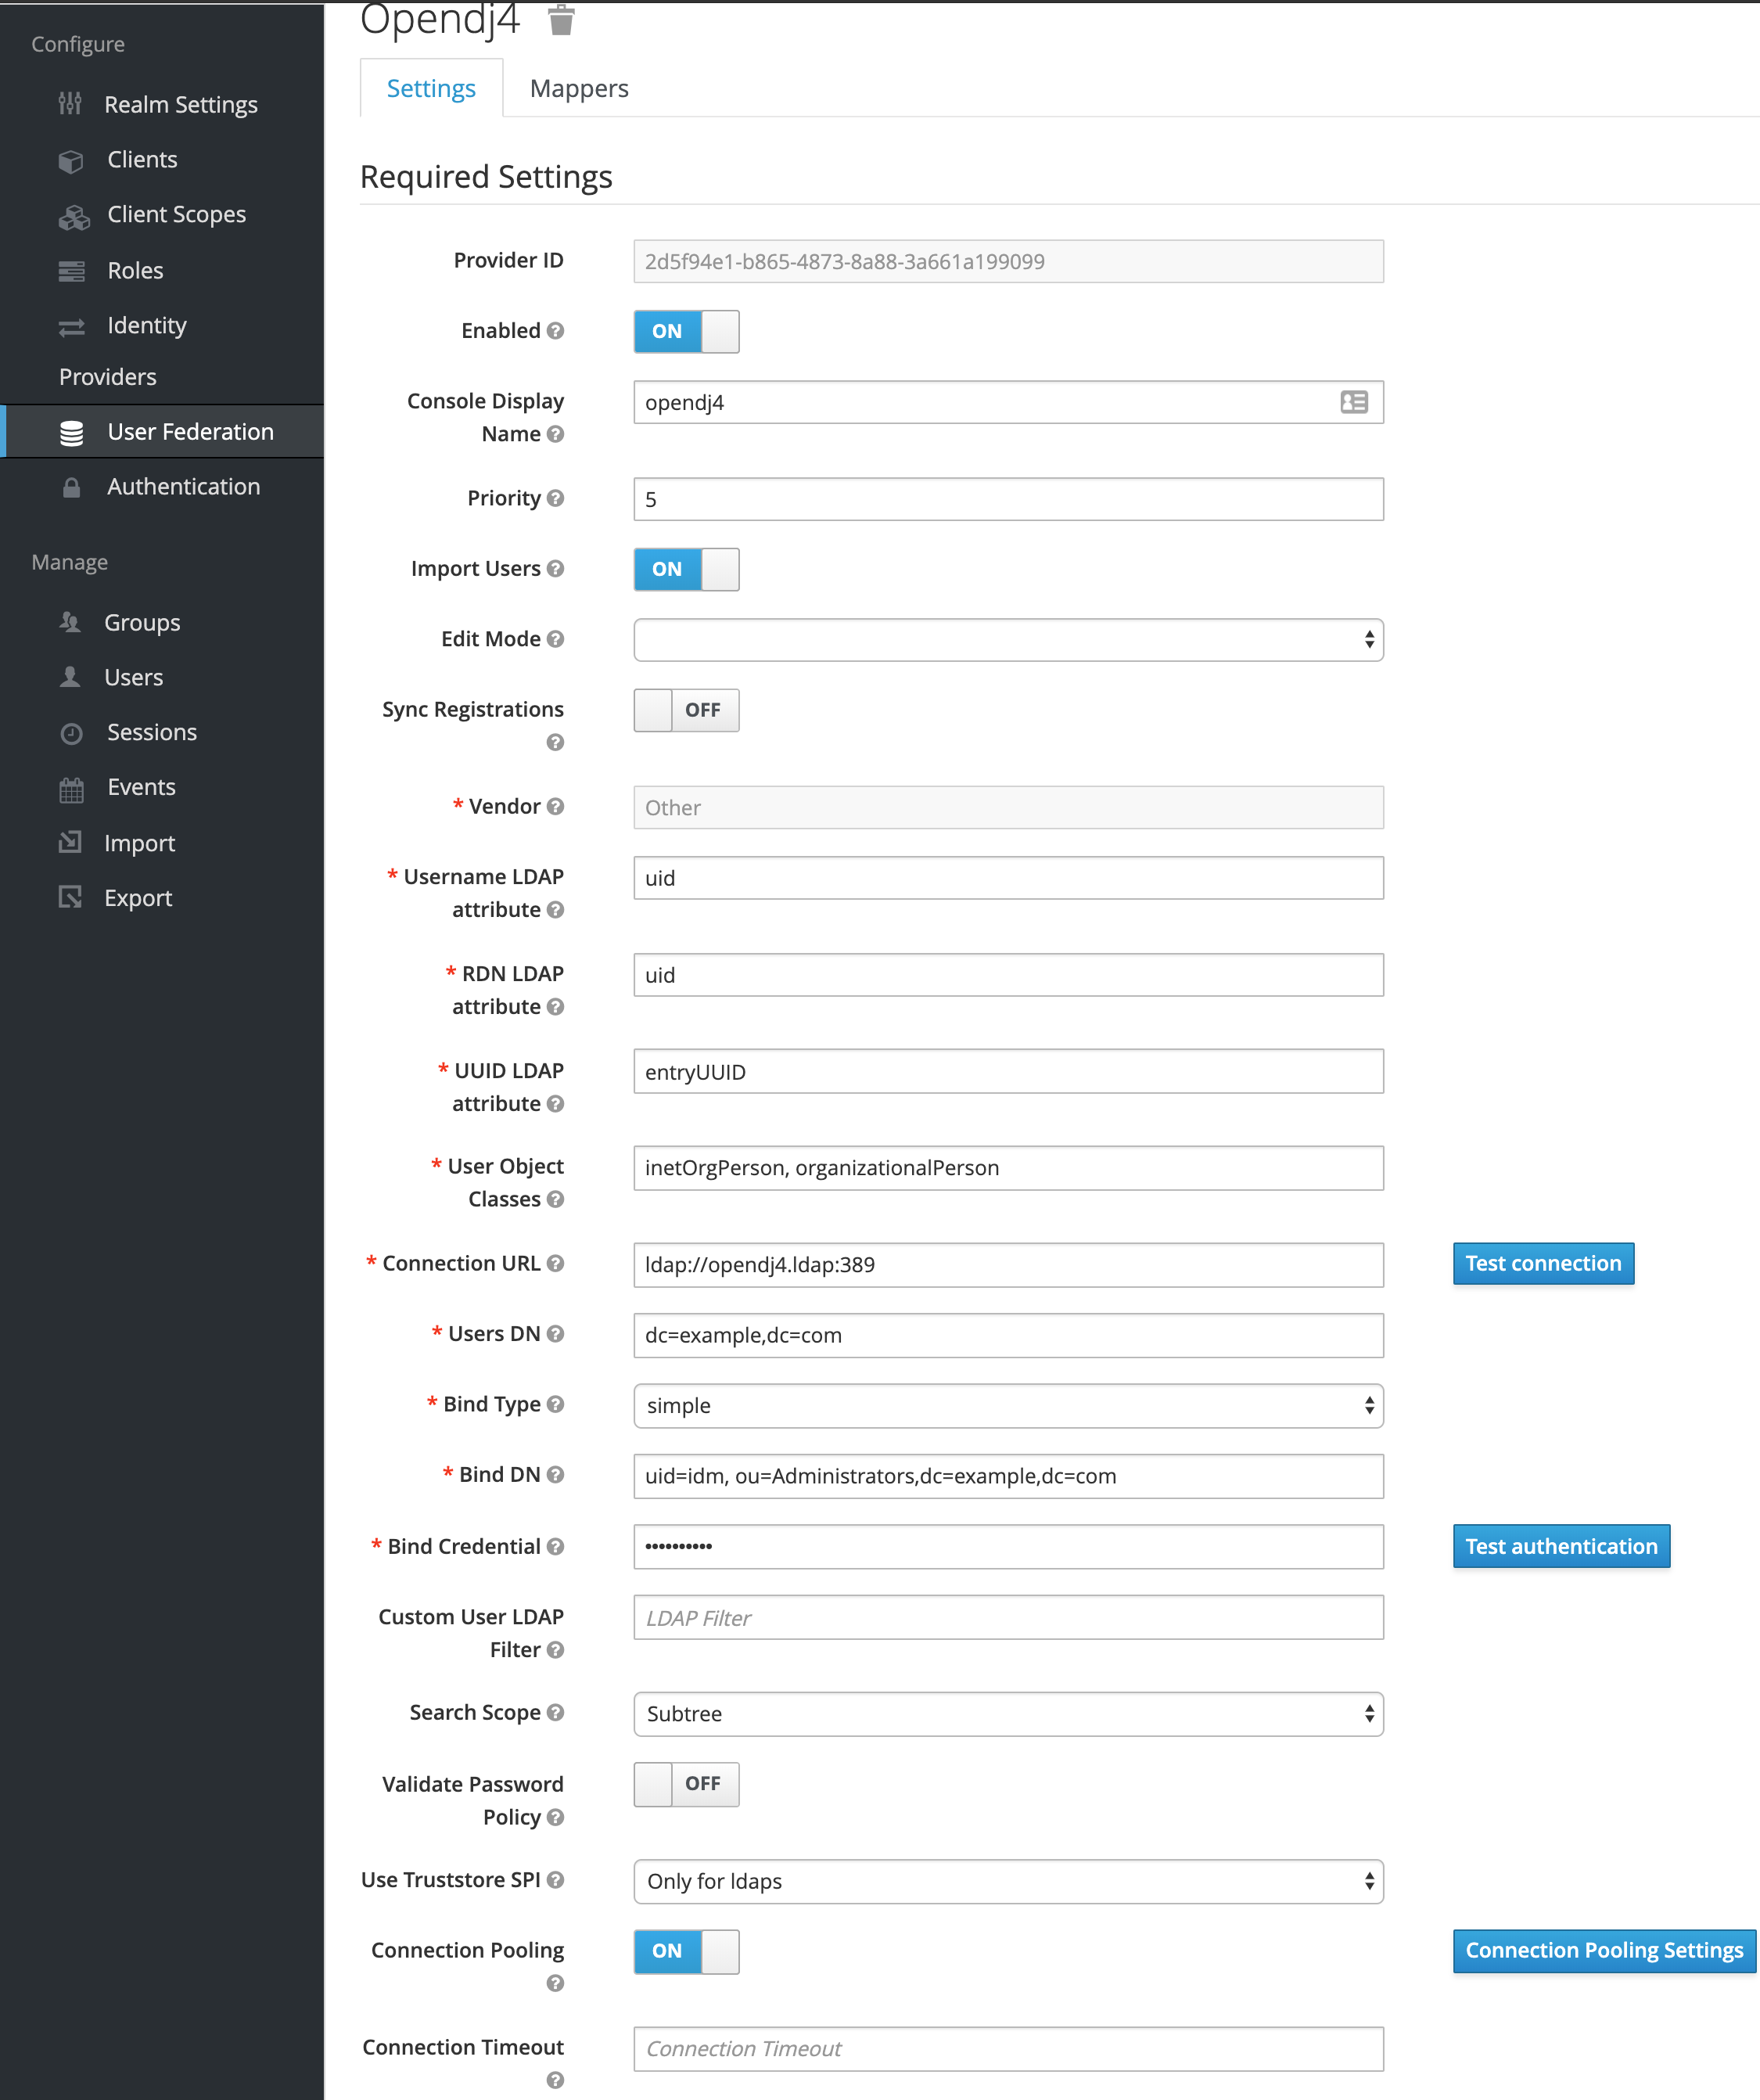 Configure
Realm Settings
Clients
Client Scopes
Roles
Identity
Providers
User Federation
Authentication
Manage
Groups
Users
Sessions
Events
Import
Export
Opendj4
Settings Mappers
Required Settings
Provider ID 2d5f94e1-b865-4873-8a88-3a661a199099
Enabled ON
Console Display
Name opendj4
Priority 5
Import Users ON
Edit Mode
Sync Registrations OFF
* Vendor Other
* Username LDAP
attribute uid
* RDN LDAP
attribute uid
* UUID LDAP
attribute entryUUID
* User Object
Classes inetOrgPerson, organizationalPerson
* Connection URL ldap://opendj4.ldap:389 Test connection
* Users DN dc=example,dc=com
* Bind Type simple
* Bind DN uid=idm, ou=Administrators,dc=example,dc=com
* Bind Credential •••••••••• Test authentication
Custom User LDAP
Filter LDAP Filter
Search Scope Subtree
Validate Password
Policy OFF
Use Truststore SPI Only for ldaps
Connection Pooling ON Connection Pooling Settings
Connection Timeout Connection Timeout